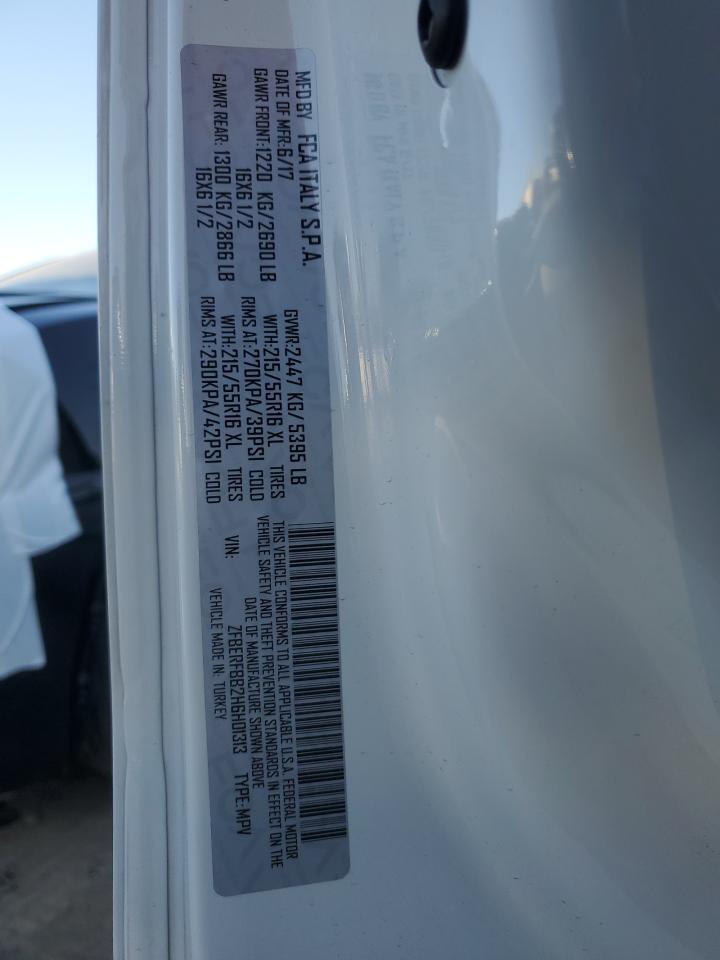 MFD BY FCA ITALY S.P.A.
DATE OF MFR:6/17 GVWR:2447 KG/5395 LB
GAWR FRONT:1220 KG/2690 LB WITH:215/55R16 XL TIRES
16X6 1/2 RIMS AT:270KPA/39PSI COLD
GAWR REAR:1300 KG/2866 LB WITH:215/55R16 XL TIRES
16X6 1/2 RIMS AT:290KPA/42PSI COLD
THIS VEHICLE CONFORMS TO ALL APPLICABLE U.S.A. FEDERAL MOTOR
VEHICLE SAFETY AND THEFT PREVENTION STANDARDS IN EFFECT ON THE
DATE OF MANUFACTURE SHOWN ABOVE
VIN: ZFBERFBB2H6H01313 TYPE:MPV
VEHICLE MADE IN: TURKEY